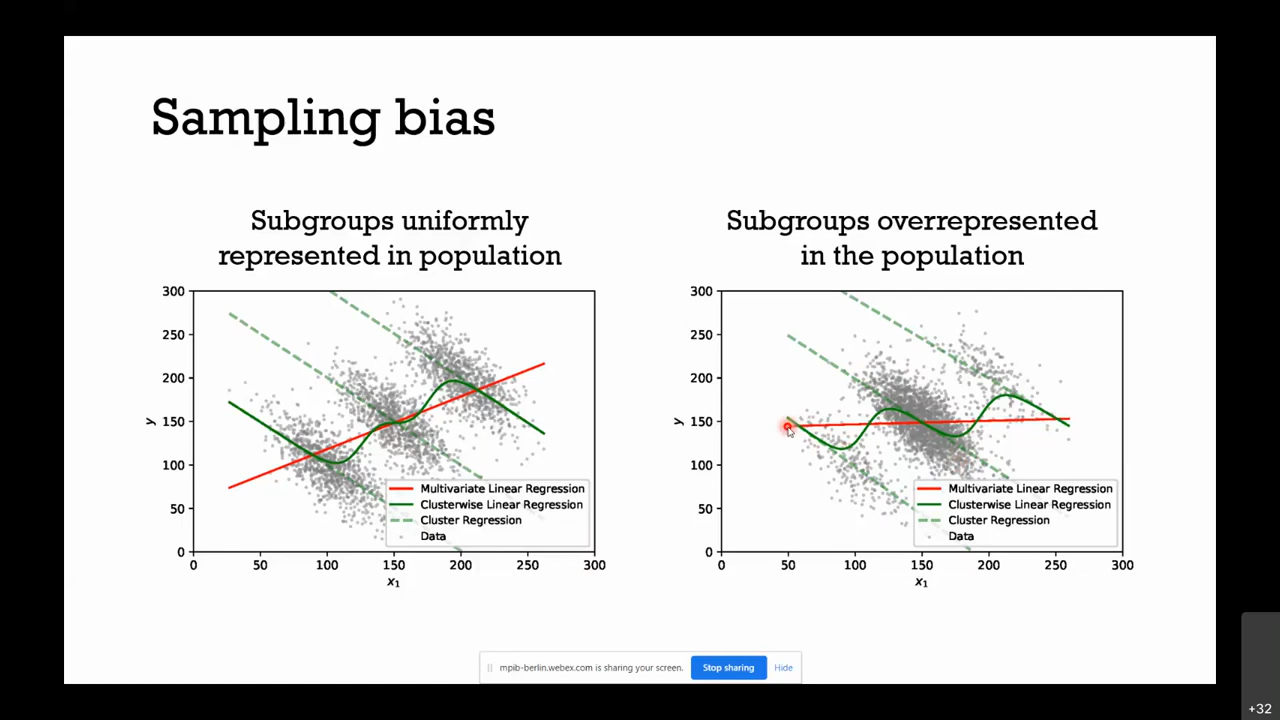 Sampling bias
Subgroups uniformly
represented in population
Subgroups overrepresented
in the population
300
250
200
150
100
50
0
y
0 50 100 150 200 250 300
x1
Multivariate Linear Regression
Clusterwise Linear Regression
Cluster Regression
Data
300
250
200
150
100
50
0
y
0 50 100 150 200 250 300
x1
Multivariate Linear Regression
Clusterwise Linear Regression
Cluster Regression
Data
mpib-berlin.webex.com is sharing your screen. Stop sharing Hide
+32